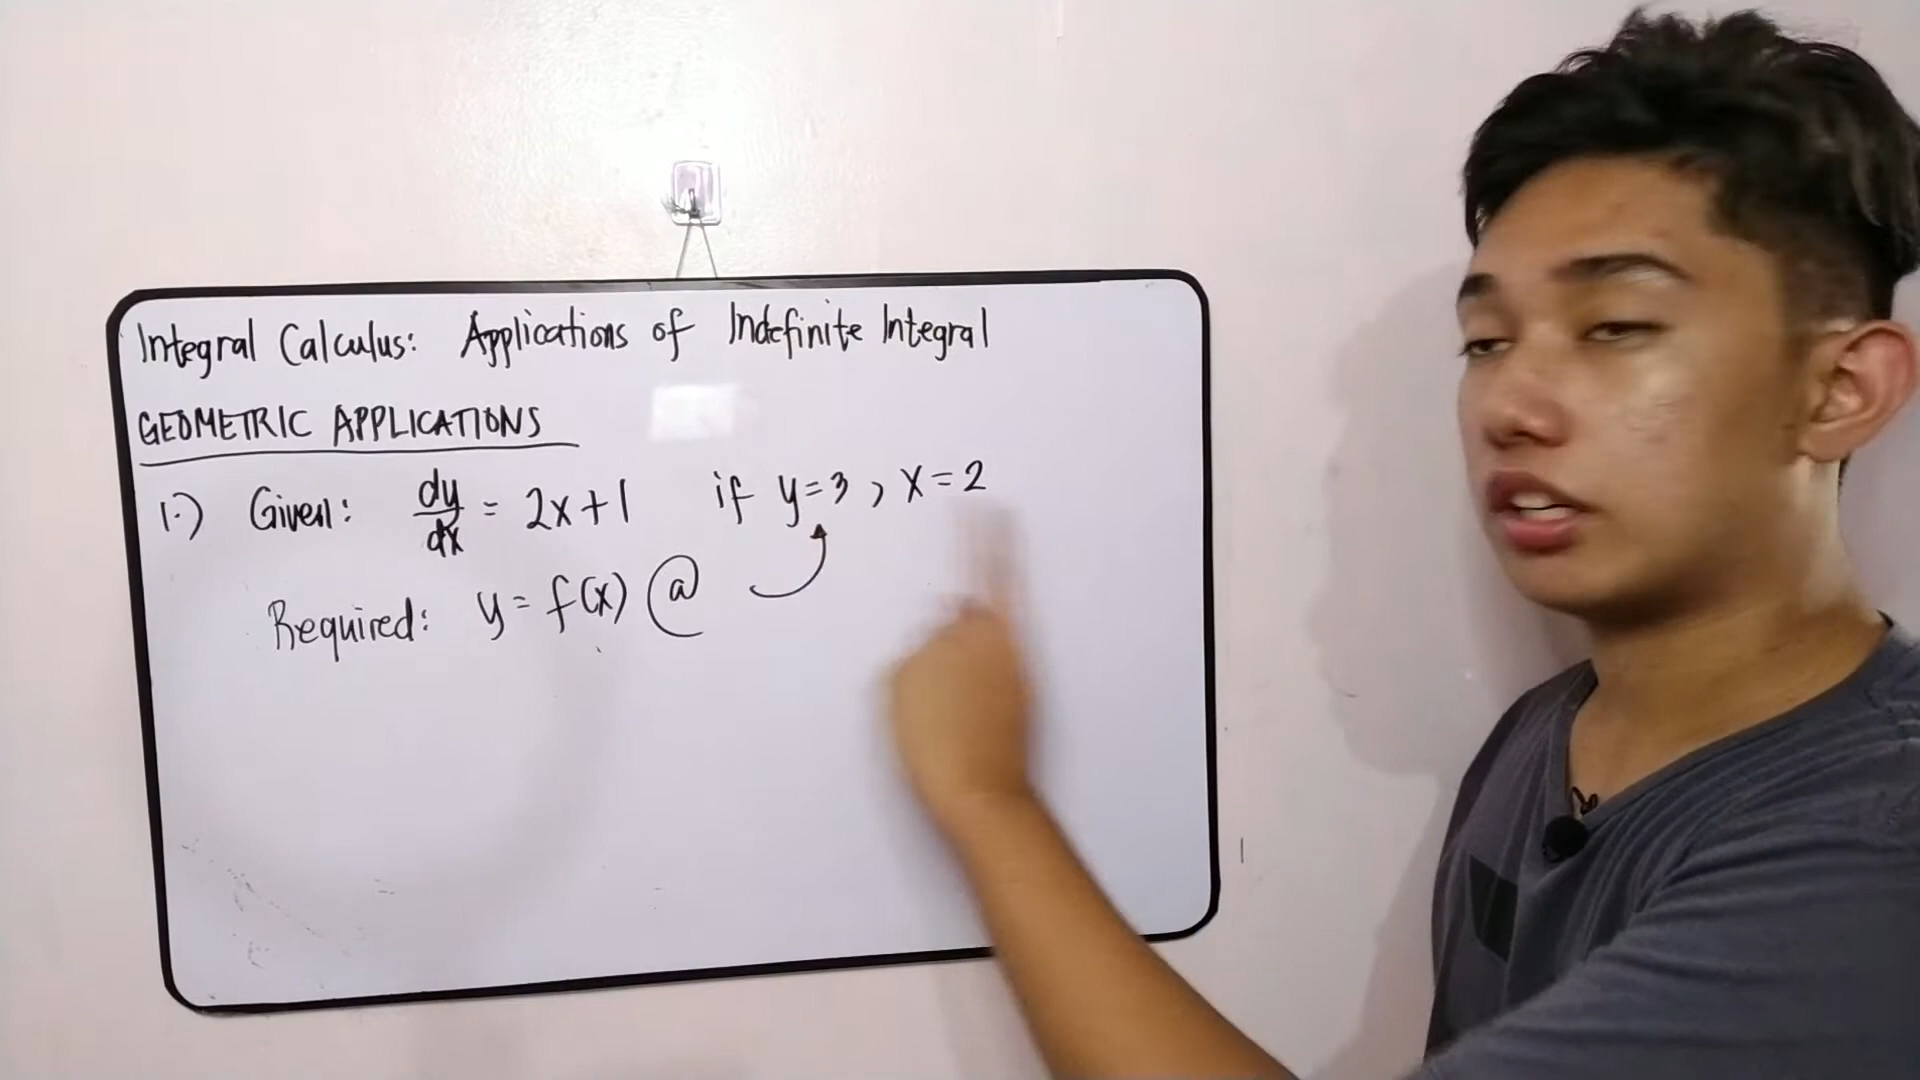 Integral Calculus: Applications of Indefinite Integral
GEOMETRIC APPLICATIONS
1.) Given: dy/dx = 2x+1 if y=3, x=2
Required: y = f(x) @